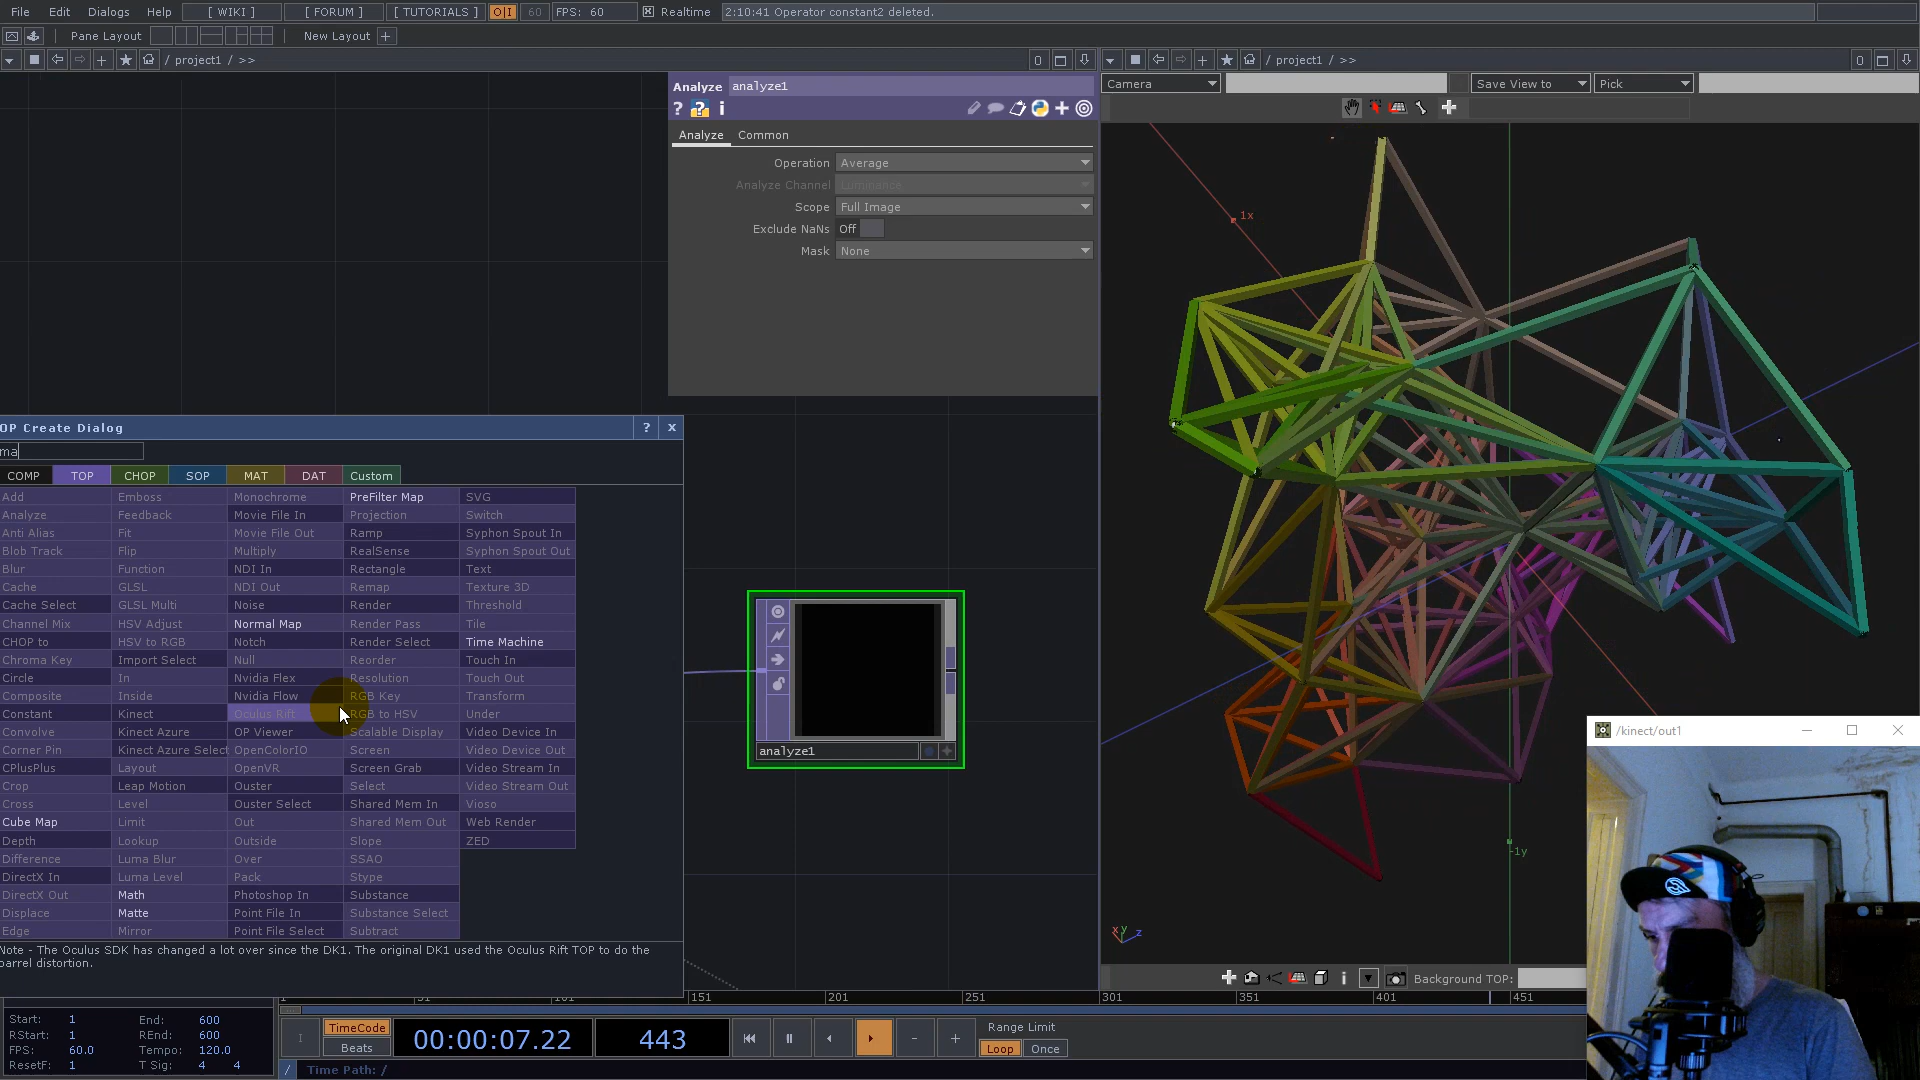 File Edit Dialogs Help [ WIKI ] [ FORUM ] [ TUTORIALS ] O|I 60 FPS: 60 Realtime 2:10:41 Operator constant2 deleted.
Pane Layout New Layout +
/ project1 / >> 0 / project1 / >> 0
Analyze analyze1 Camera Save View to Pick
? ? i
Analyze Common
Operation Average
Analyze Channel Luminance
Scope Full Image
Exclude NaNs Off
Mask None
1x
OP Create Dialog ? x
ma
COMP TOP CHOP SOP MAT DAT Custom
Add Emboss Monochrome PreFilter Map SVG
Analyze Feedback Movie File In Projection Switch
Anti Alias Fit Movie File Out Ramp Syphon Spout In
Blob Track Flip Multiply RealSense Syphon Spout Out
Blur Function NDI In Rectangle Text
Cache GLSL NDI Out Remap Texture 3D
Cache Select GLSL Multi Noise Render Threshold
Channel Mix HSV Adjust Normal Map Render Pass Tile
CHOP to HSV to RGB Notch Render Select Time Machine
Chroma Key Import Select Null Reorder Touch In
Circle In Nvidia Flex Resolution Touch Out
Composite Inside Nvidia Flow RGB Key Transform
Constant Kinect Oculus Rift RGB to HSV Under
Convolve Kinect Azure OP Viewer Scalable Display Video Device In
Corner Pin Kinect Azure Select OpenColorIO Screen Video Device Out
CPlusPlus Layout OpenVR Screen Grab Video Stream In
Crop Leap Motion Ouster Select Video Stream Out
Cross Level Ouster Select Shared Mem In Vioso
Cube Map Limit Out Shared Mem Out Web Render
Depth Lookup Outside Slope ZED
Difference Luma Blur Over SSAO
DirectX In Luma Level Pack Stype
DirectX Out Math Photoshop In Substance
Displace Matte Point File In Substance Select
Edge Mirror Point File Select Subtract
Note - The Oculus SDK has changed a lot over since the DK1. The original DK1 used the Oculus Rift TOP to do the
barrel distortion.
analyze1
/kinect/out1
-1y
x y z
i Background TOP:
1 51 101 151 201 251 301 351 401 451
Start: 1 End: 600
RStart: 1 REnd: 600
FPS: 60.0 Tempo: 120.0
ResetF: 1 T Sig: 4 4
I TimeCode Beats 00:00:07.22 443 - + Range Limit
Loop Once
/ Time Path: /